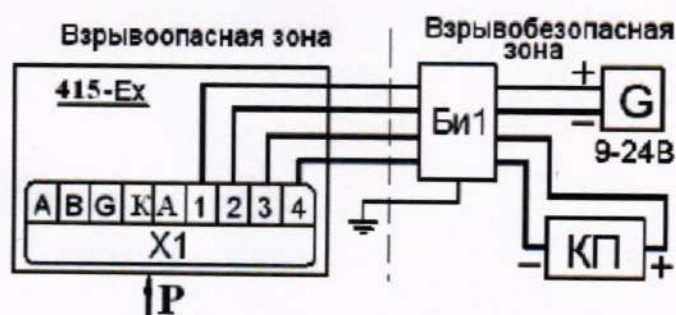 Взрывоопасная зона
Взрывобезопасная
зона
415-Ex
A B G К А 1 2 3 4
X1
P
Би1
+
G
−
9-24В
− КП +